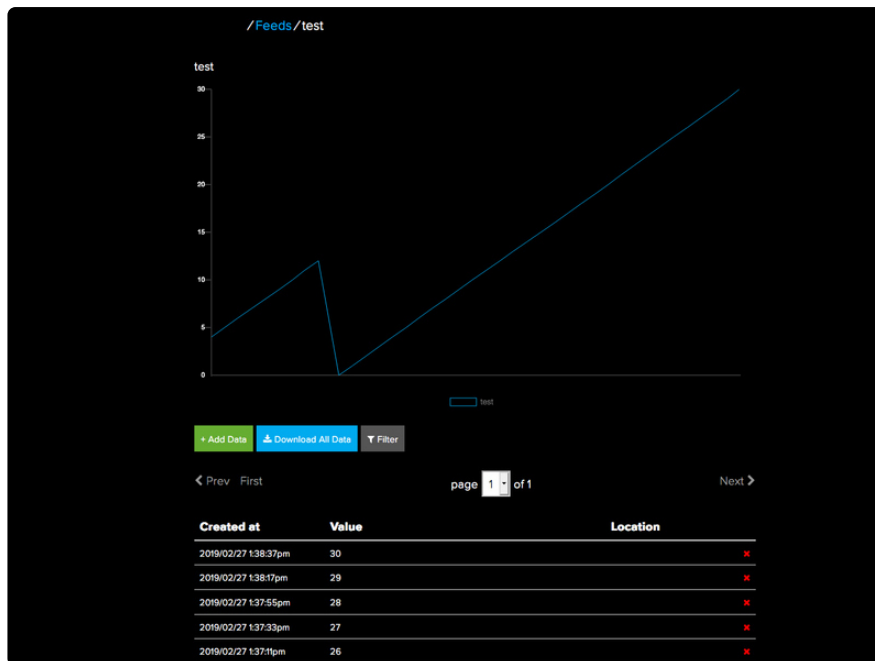 /Feeds/test
test
30
25
20
15
10
5
0
test
+ Add Data Download All Data Filter
Prev First page 1 of 1 Next
Created at Value Location
2019/02/27 1:38:37pm 30
2019/02/27 1:38:17pm 29
2019/02/27 1:37:55pm 28
2019/02/27 1:37:33pm 27
2019/02/27 1:37:11pm 26